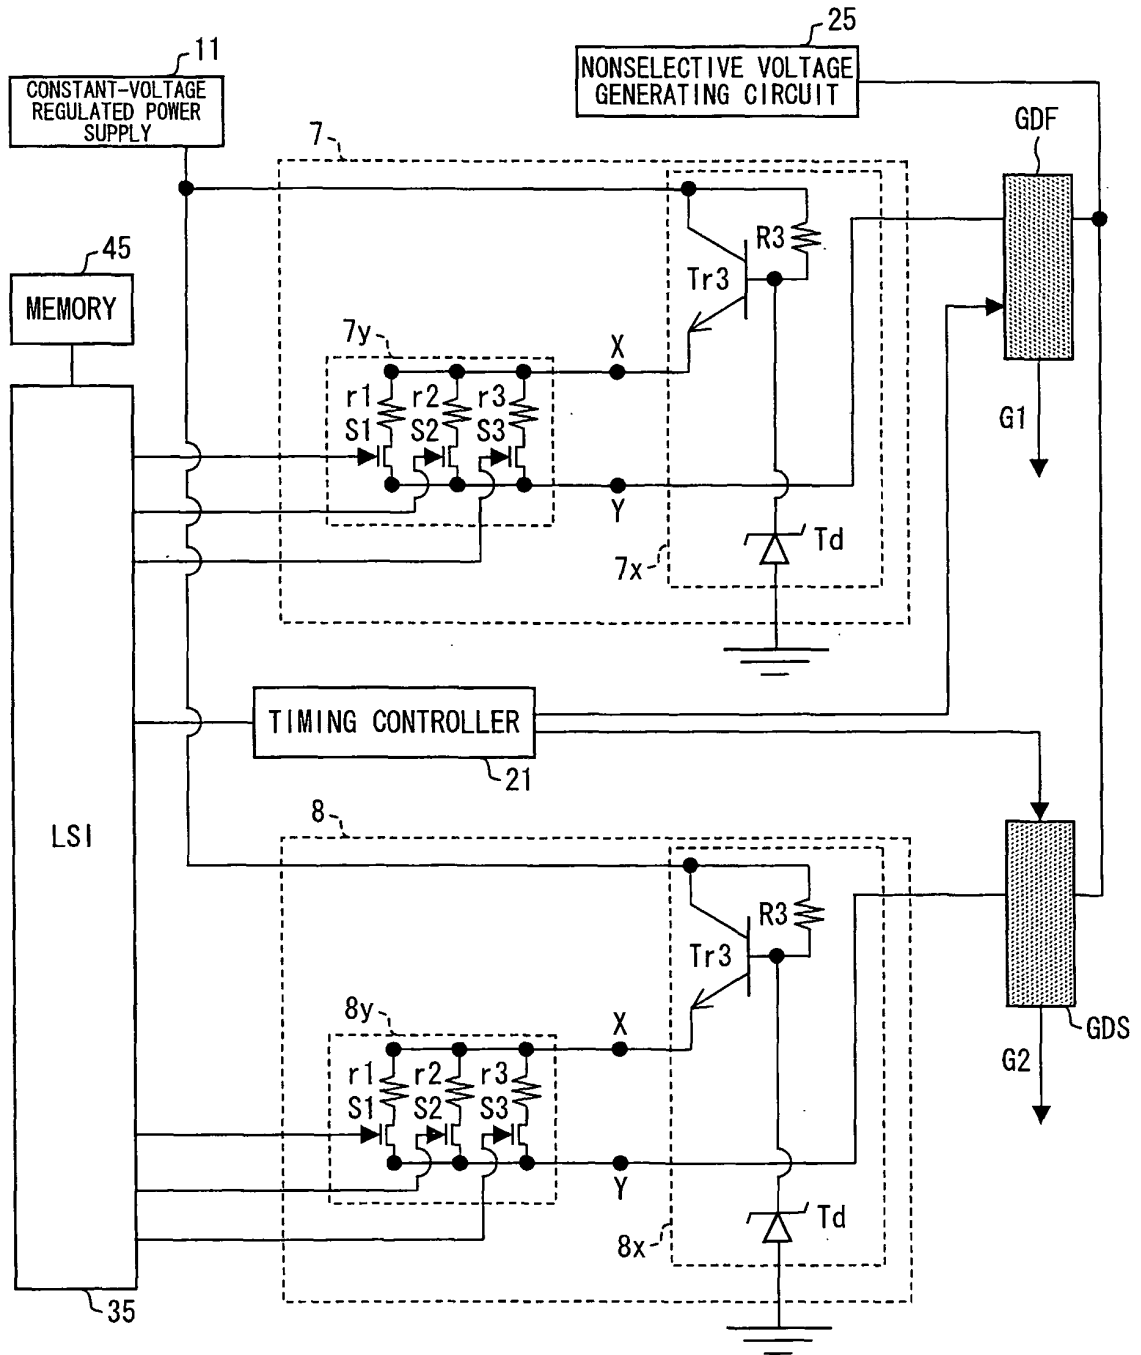 11
CONSTANT-VOLTAGE
REGULATED POWER
SUPPLY
25
NONSELECTIVE VOLTAGE
GENERATING CIRCUIT
GDF
7
R3
Tr3
45
MEMORY
7y
X
r1 r2 r3
S1 S2 S3
G1
Y
Td
7x
TIMING CONTROLLER
21
LSI
8
R3
Tr3
8y
X
GDS
r1 r2 r3
S1 S2 S3
G2
Y
Td
8x
35